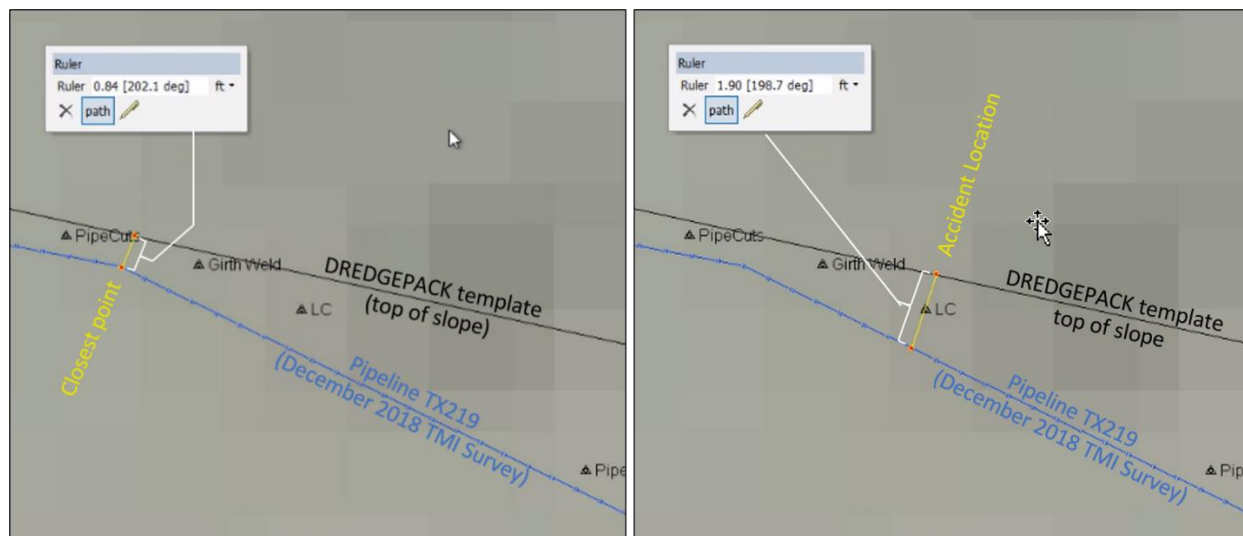 Ruler
Ruler 0.84 [202.1 deg] ft
path
PipeCuts
Girth Weld
LC
DREDGEPACK template
(top of slope)
Closest point
Pipeline TX219
(December 2018 TMI Survey)
Pipe
Ruler
Ruler 1.90 [198.7 deg] ft
path
Accident Location
PipeCuts
Girth Weld
LC
DREDGEPACK template
top of slope
Pipeline TX219
(December 2018 TMI Survey)
Pipe